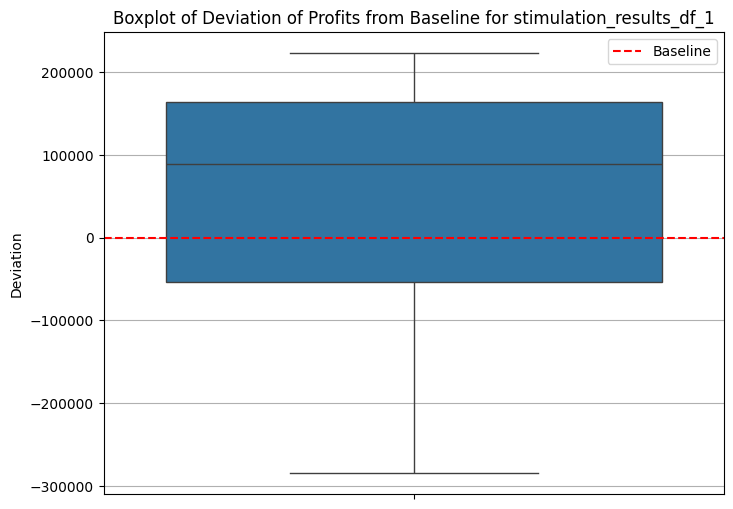 Boxplot of Deviation of Profits from Baseline for stimulation_results_df_1
Baseline
200000
100000
0
−100000
−200000
−300000
Deviation